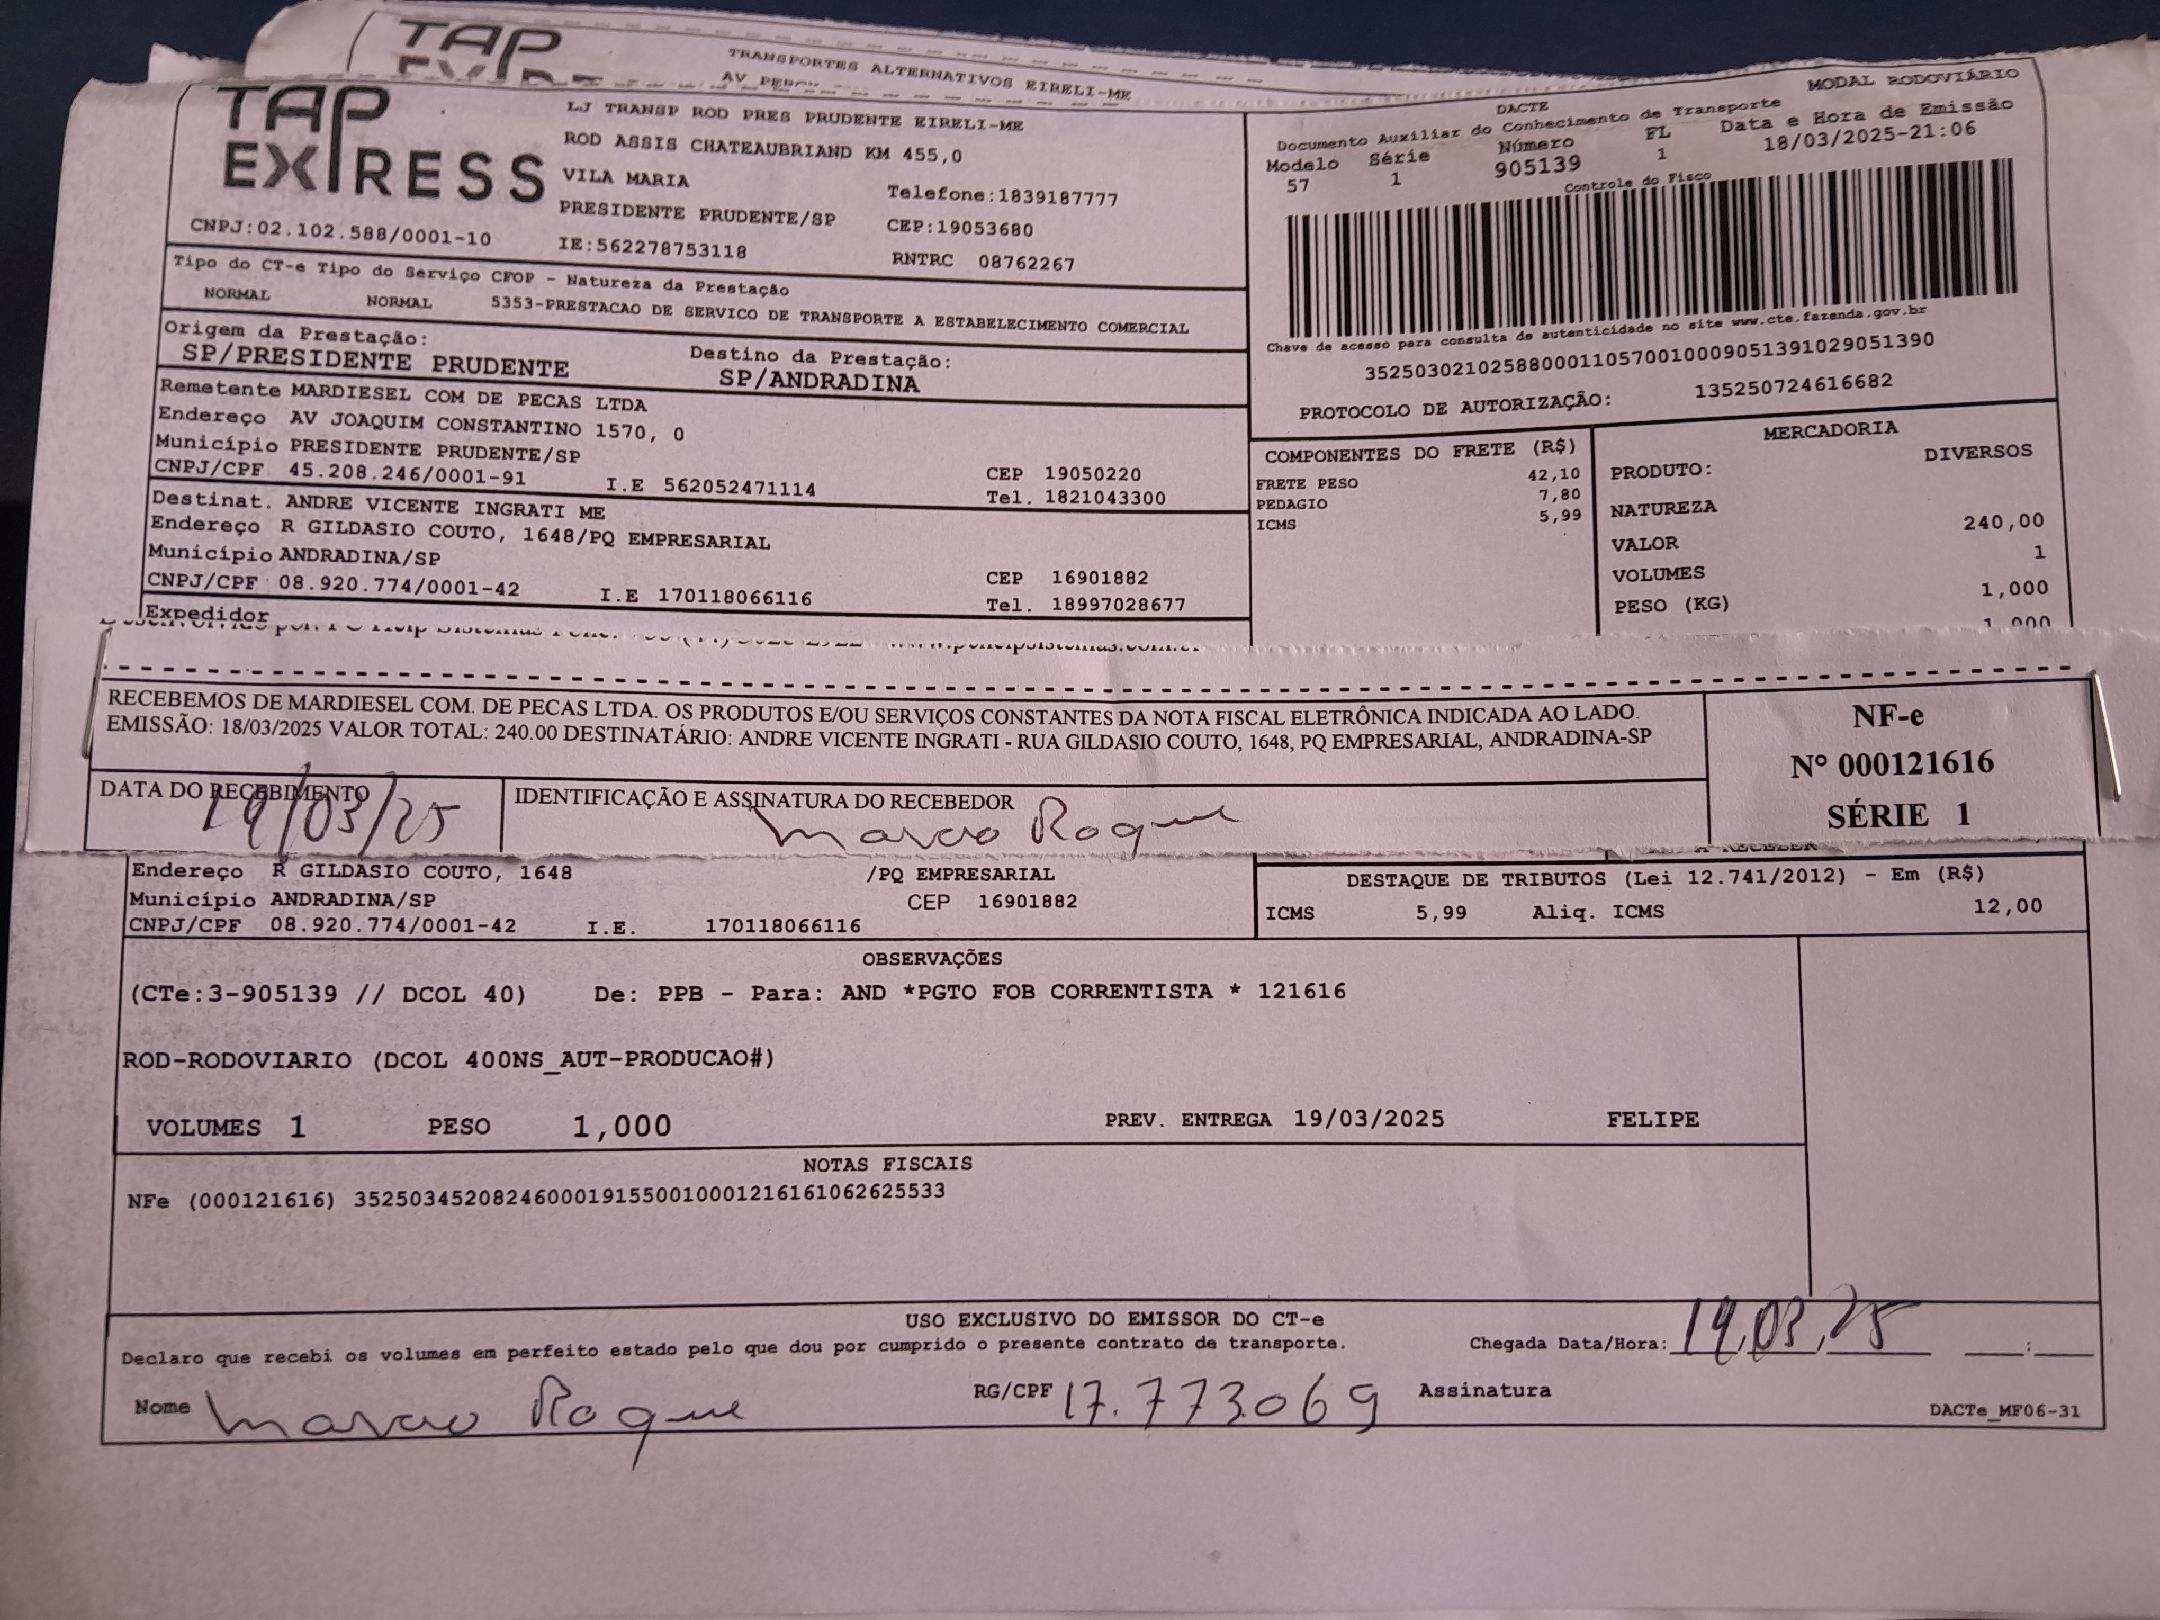 TAP
TRANSPORTES ALTERNATIVOS EIRELI-ME
TAP
EXPRESS
CNPJ:02.102.588/0001-10
LJ TRANSP ROD PRES PRUDENTE EIRELI-ME
ROD ASSIS CHATEAUBRIAND KM 455,0
VILA MARIA
Telefone:1839187777
PRESIDENTE PRUDENTE/SP
CEP:19053680
IE:562278753118
RNTRC 08762267
MODAL RODOVIÁRIO
DACTE
Documento Auxiliar do Conhecimento de Transporte
Modelo Série Número FL Data e Hora de Emissão
57 1 905139 1 18/03/2025-21:06
Controle do Fisco
Chave de acesso para consulta de autenticidade no site www.cte.fazenda.gov.br
35250302102588000110570010009051391029051390
PROTOCOLO DE AUTORIZAÇÃO: 135250724616682
Tipo do CT-e Tipo do Serviço CFOP - Natureza da Prestação
NORMAL NORMAL 5353-PRESTACAO DE SERVICO DE TRANSPORTE A ESTABELECIMENTO COMERCIAL
Origem da Prestação: Destino da Prestação:
SP/PRESIDENTE PRUDENTE SP/ANDRADINA
Remetente MARDIESEL COM DE PECAS LTDA
Endereço AV JOAQUIM CONSTANTINO 1570, 0
Município PRESIDENTE PRUDENTE/SP CEP 19050220
CNPJ/CPF 45.208.246/0001-91 I.E 562052471114 Tel. 1821043300
Destinat. ANDRE VICENTE INGRATI ME
Endereço R GILDASIO COUTO, 1648/PQ EMPRESARIAL
Município ANDRADINA/SP CEP 16901882
CNPJ/CPF 08.920.774/0001-42 I.E 170118066116 Tel. 18997028677
Expedidor
COMPONENTES DO FRETE (R$)
FRETE PESO 42,10
PEDAGIO 7,80
ICMS 5,99
MERCADORIA
PRODUTO: DIVERSOS
NATUREZA
VALOR 240,00
VOLUMES 1
PESO (KG) 1,000
1,000
RECEBEMOS DE MARDIESEL COM. DE PECAS LTDA. OS PRODUTOS E/OU SERVIÇOS CONSTANTES DA NOTA FISCAL ELETRÔNICA INDICADA AO LADO.
EMISSÃO: 18/03/2025 VALOR TOTAL: 240.00 DESTINATÁRIO: ANDRE VICENTE INGRATI - RUA GILDASIO COUTO, 1648, PQ EMPRESARIAL, ANDRADINA-SP
DATA DO RECEBIMENTO
19/03/25
IDENTIFICAÇÃO E ASSINATURA DO RECEBEDOR
Marcio Roque
NF-e
Nº 000121616
SÉRIE 1
A RECEBER
Endereço R GILDASIO COUTO, 1648 /PQ EMPRESARIAL
Município ANDRADINA/SP CEP 16901882
CNPJ/CPF 08.920.774/0001-42 I.E. 170118066116
DESTAQUE DE TRIBUTOS (Lei 12.741/2012) - Em (R$)
ICMS 5,99 Aliq. ICMS 12,00
OBSERVAÇÕES
(CTe:3-905139 // DCOL 40) De: PPB - Para: AND *PGTO FOB CORRENTISTA * 121616
ROD-RODOVIARIO (DCOL 400NS_AUT-PRODUCAO#)
VOLUMES 1 PESO 1,000 PREV. ENTREGA 19/03/2025 FELIPE
NOTAS FISCAIS
NFe (000121616) 35250345208246000191550010001216161062625533
USO EXCLUSIVO DO EMISSOR DO CT-e
Declaro que recebi os volumes em perfeito estado pelo que dou por cumprido o presente contrato de transporte. Chegada Data/Hora: 19,03,25 :
Nome Marcio Roque RG/CPF 17.773.069 Assinatura
DACTe_MF06-31